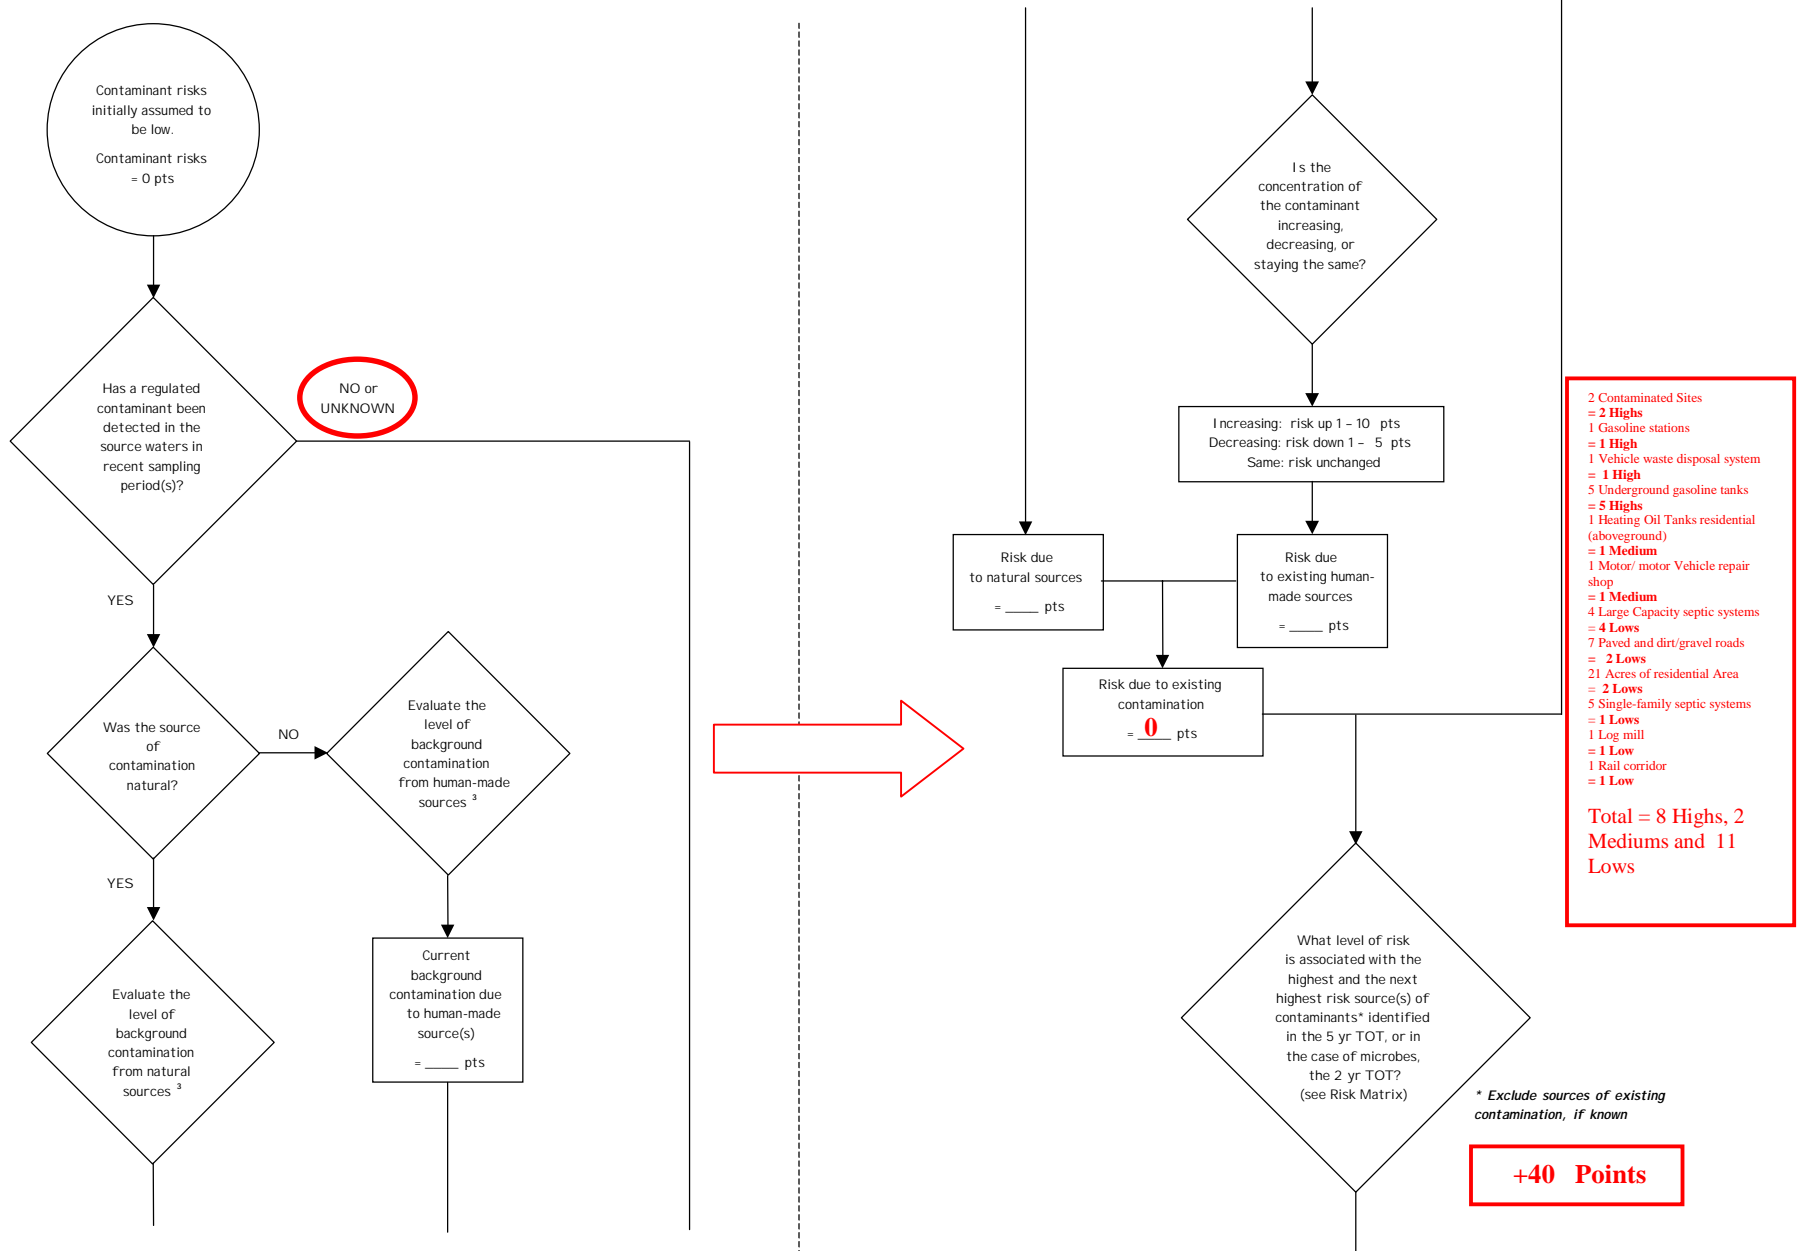 Contaminant risks
initially assumed to
be low.
Contaminant risks
= 0 pts
Has a regulated
contaminant been
detected in the
source waters in
recent sampling
period(s)?
NO or
UNKNOWN
YES
Was the source
of
contamination
natural?
NO
Evaluate the
level of
background
contamination
from human-made
sources ³
YES
Evaluate the
level of
background
contamination
from natural
sources ³
Current
background
contamination due
to human-made
source(s)
= _____ pts
Is the
concentration of
the contaminant
increasing,
decreasing, or
staying the same?
Increasing: risk up 1 – 10 pts
Decreasing: risk down 1 – 5 pts
Same: risk unchanged
Risk due
to natural sources
= _____ pts
Risk due
to existing human-
made sources
= _____ pts
Risk due to existing
contamination
= __0__ pts
What level of risk
is associated with the
highest and the next
highest risk source(s) of
contaminants* identified
in the 5 yr TOT, or in
the case of microbes,
the 2 yr TOT?
(see Risk Matrix)
* Exclude sources of existing
contamination, if known
+40 Points
2 Contaminated Sites
= 2 Highs
1 Gasoline stations
= 1 High
1 Vehicle waste disposal system
= 1 High
5 Underground gasoline tanks
= 5 Highs
1 Heating Oil Tanks residential
(aboveground)
= 1 Medium
1 Motor/ motor Vehicle repair
shop
= 1 Medium
4 Large Capacity septic systems
= 4 Lows
7 Paved and dirt/gravel roads
= 2 Lows
21 Acres of residential Area
= 2 Lows
5 Single-family septic systems
= 1 Lows
1 Log mill
= 1 Low
1 Rail corridor
= 1 Low
Total = 8 Highs, 2
Mediums and 11
Lows